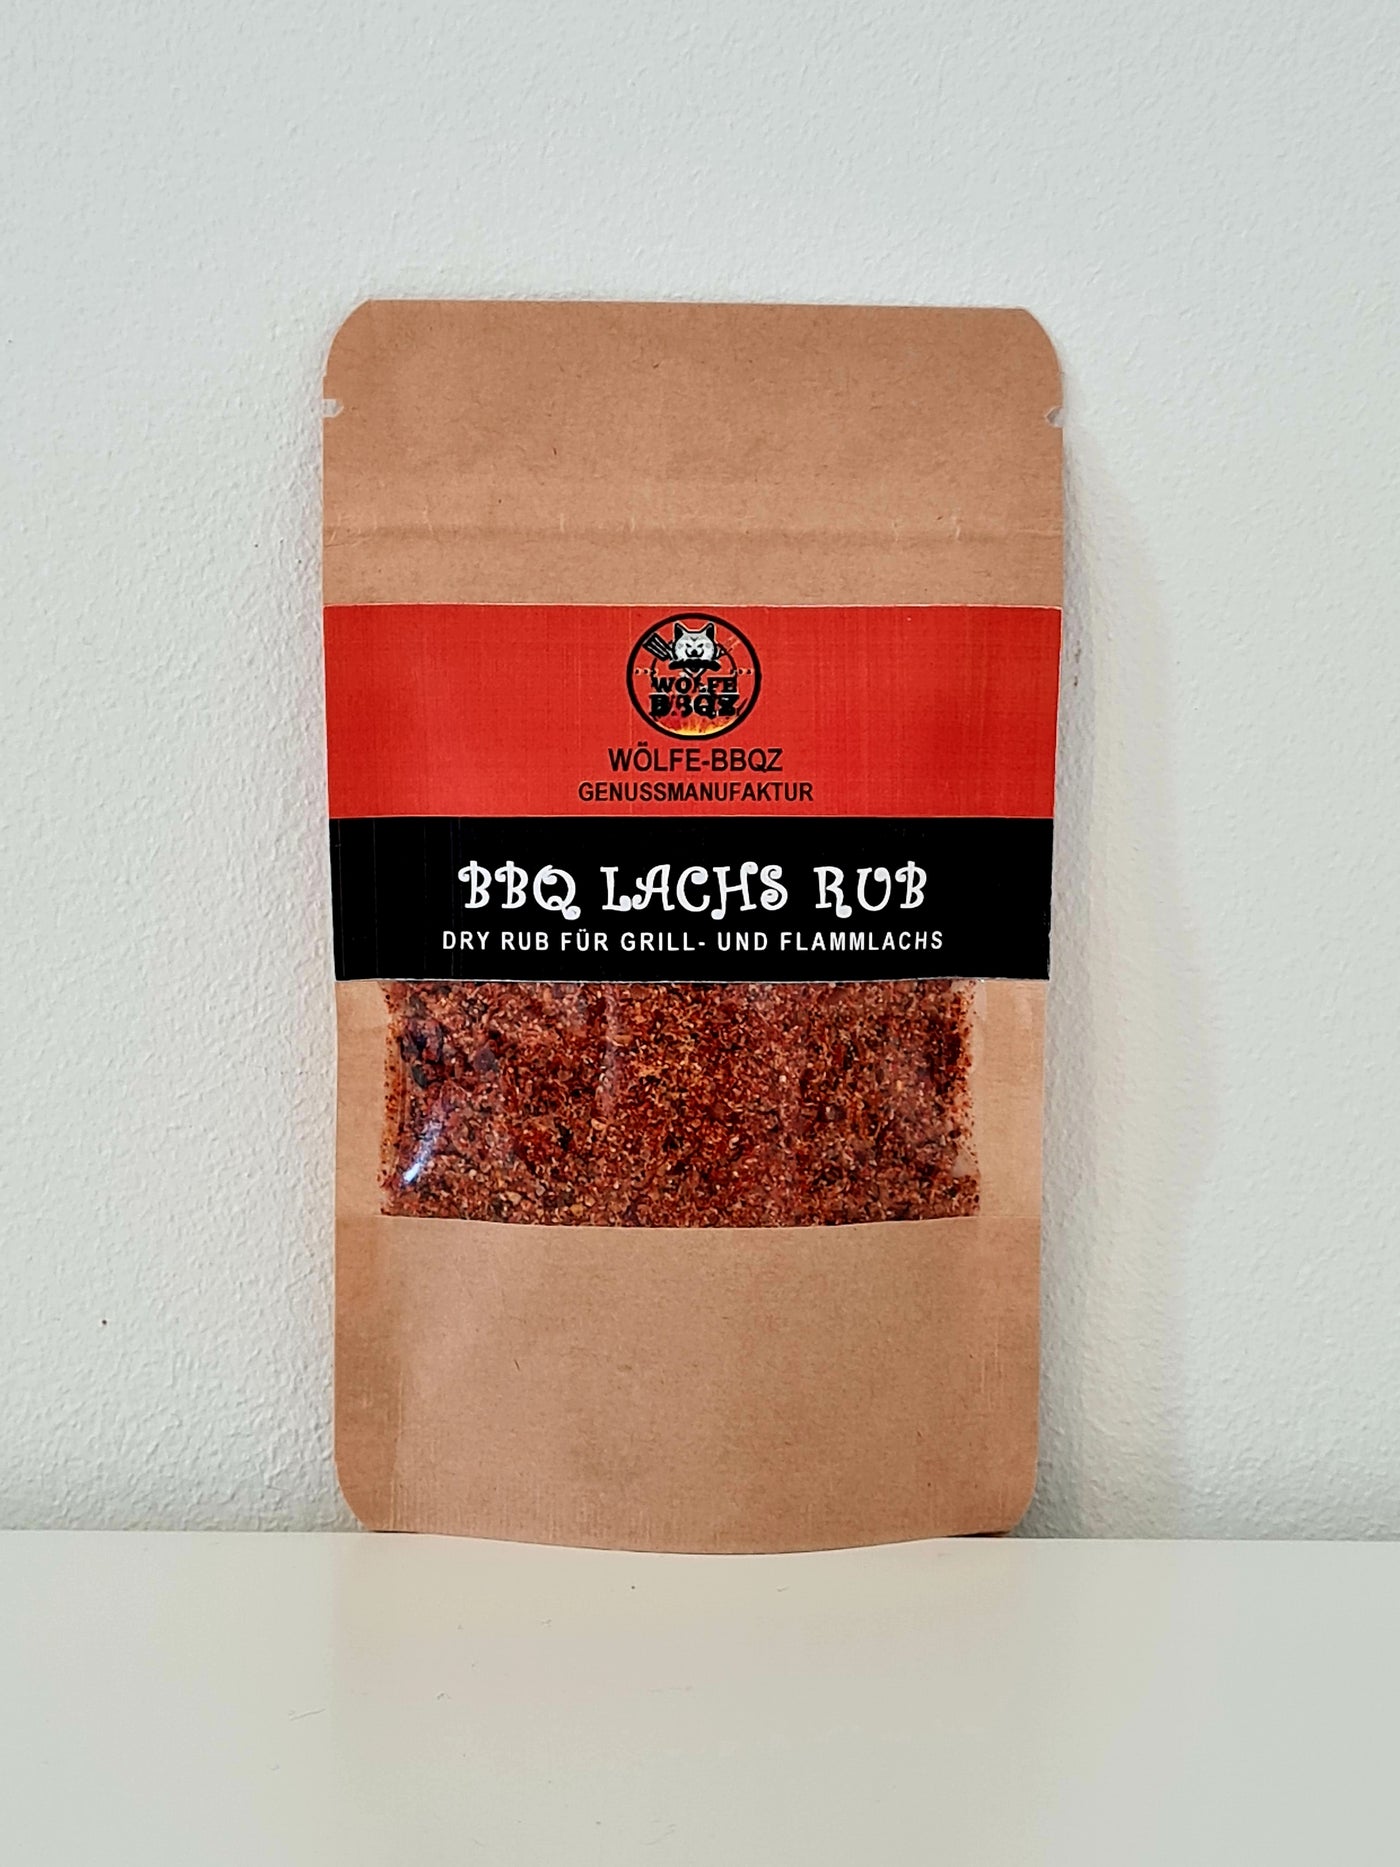 WÖLFE
BBQZ
WÖLFE-BBQZ
GENUSSMANUFAKTUR
BBQ LACHS RUB
DRY RUB FÜR GRILL- UND FLAMMLACHS